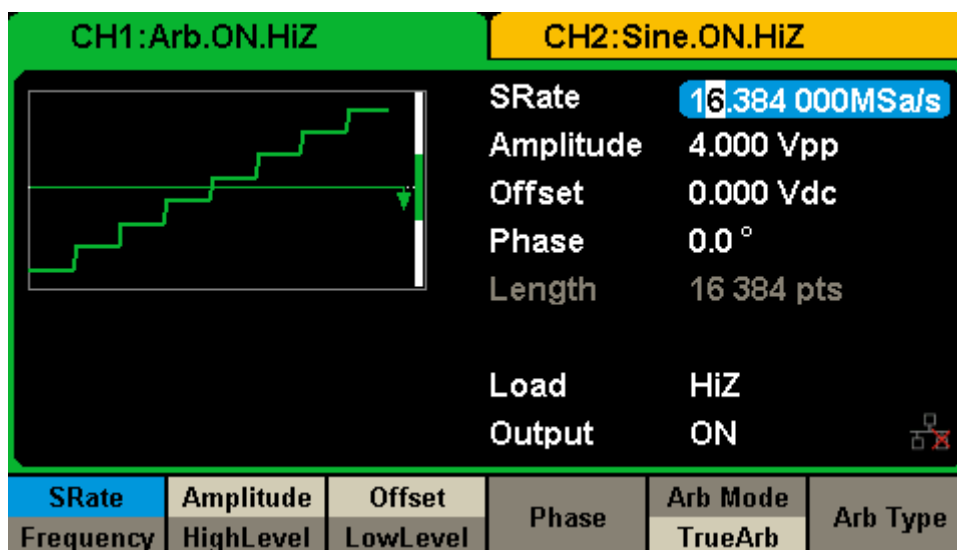 CH1:Arb.ON.HiZ
CH2:Sine.ON.HiZ
SRate 16.384 000MSa/s
Amplitude 4.000 Vpp
Offset 0.000 Vdc
Phase 0.0 °
Length 16 384 pts
Load HiZ
Output ON
SRate Amplitude Offset Phase Arb Mode Arb Type
Frequency HighLevel LowLevel TrueArb